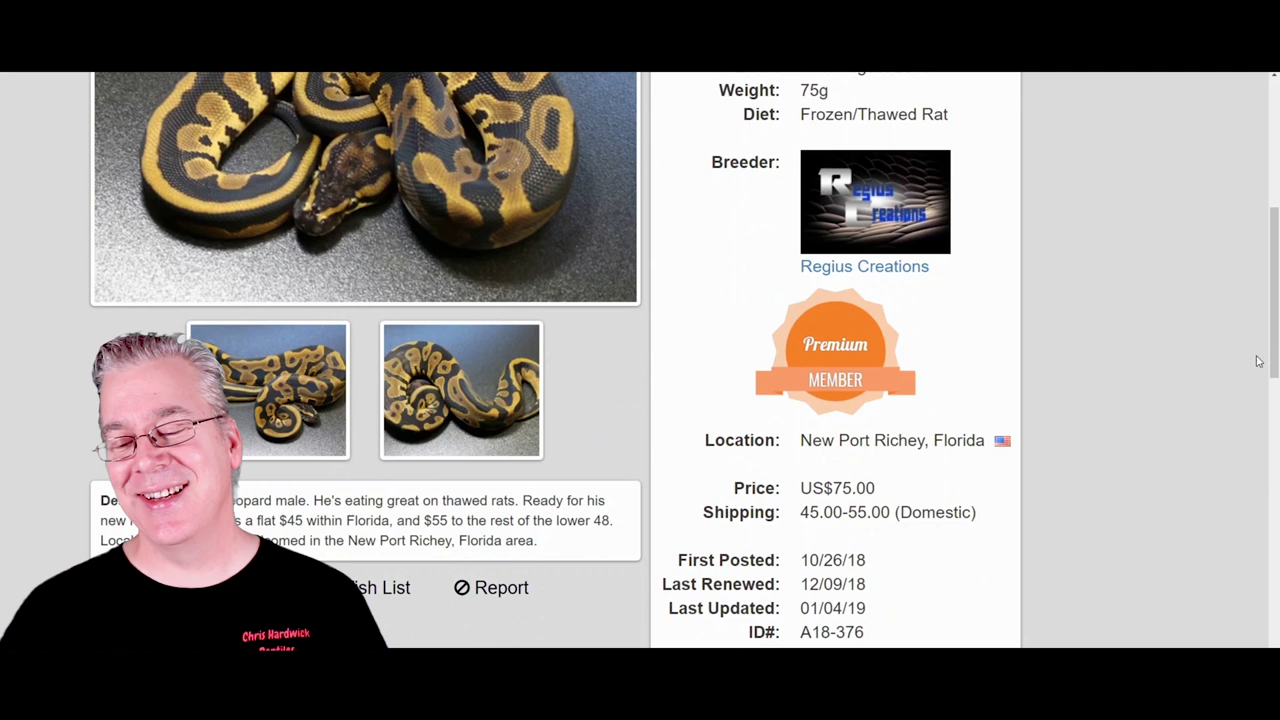 Weight: 75g
Diet: Frozen/Thawed Rat
Breeder:
Regius
Creations
Regius Creations
Premium
MEMBER
Location: New Port Richey, Florida
Price: US$75.00
Shipping: 45.00-55.00 (Domestic)
First Posted: 10/26/18
Last Renewed: 12/09/18
Last Updated: 01/04/19
ID#: A18-376
De opard male. He's eating great on thawed rats. Ready for his
new s a flat $45 within Florida, and $55 to the rest of the lower 48.
Loca omed in the New Port Richey, Florida area.
ish List
Report
Chris Hardwick
Reptiles